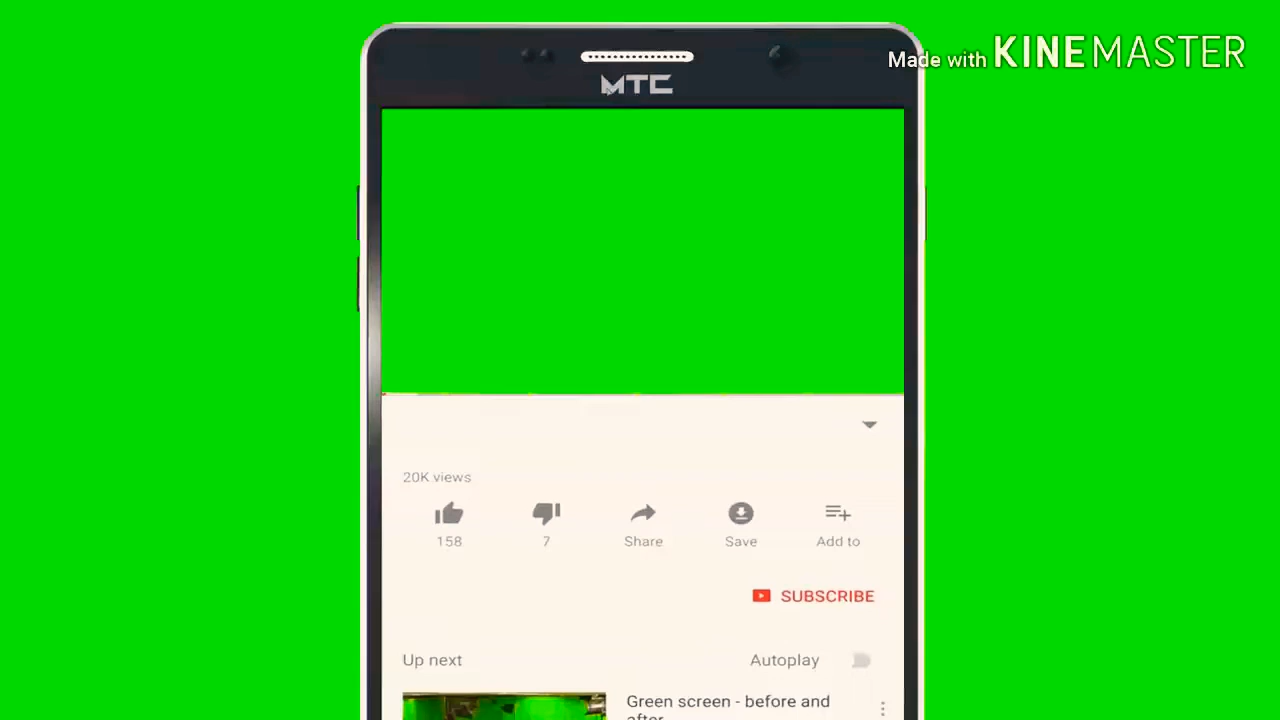 Made with KINEMASTER
MTC
20K views
158
7
Share
Save
Add to
SUBSCRIBE
Up next
Autoplay
Green screen - before and
after